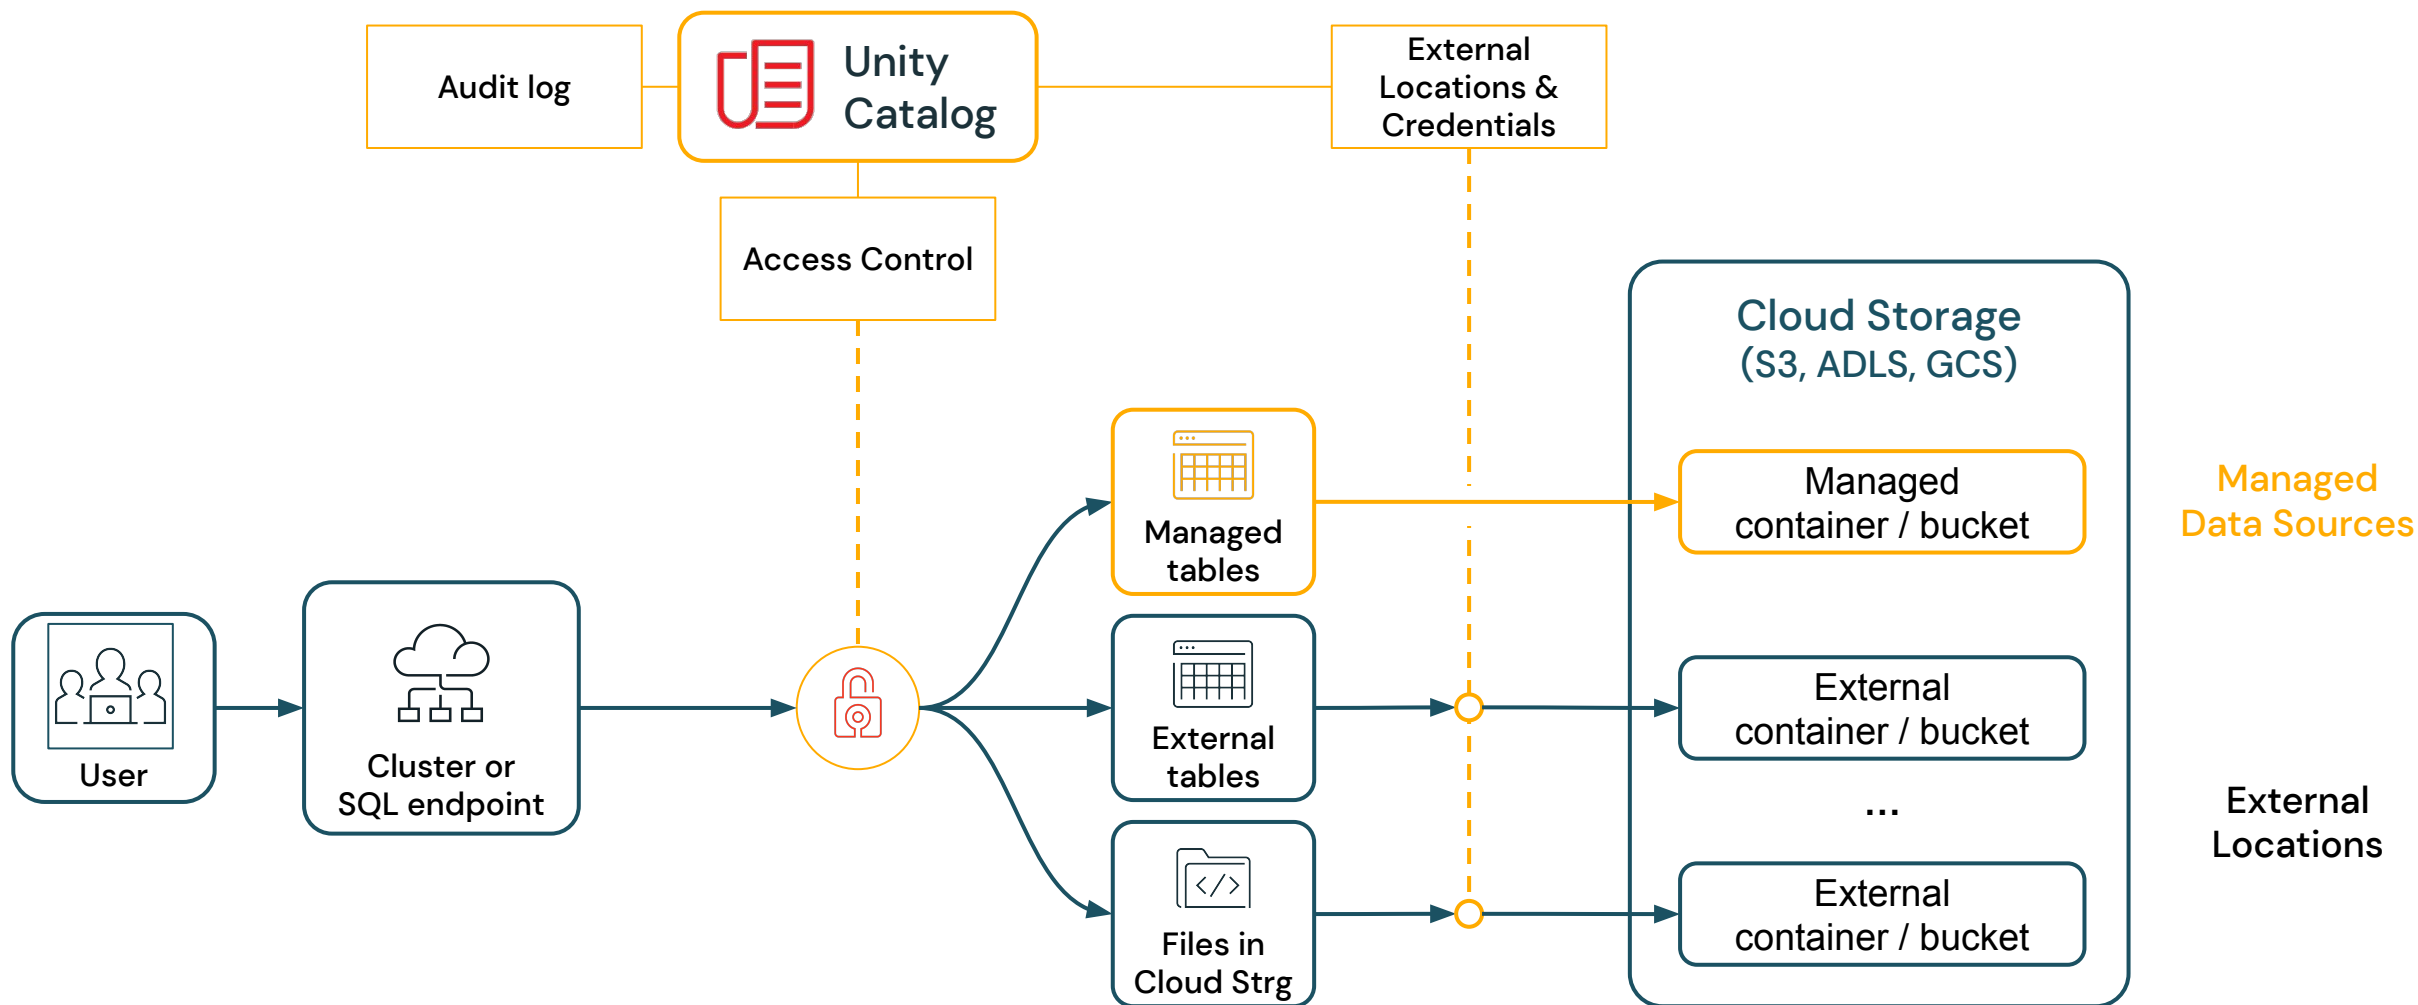 Audit log
Unity
Catalog
External
Locations &
Credentials
Access Control
Cloud Storage
(S3, ADLS, GCS)
Managed
tables
Managed
container / bucket
Managed
Data Sources
User
Cluster or
SQL endpoint
External
tables
External
container / bucket
...
External
Locations
Files in
Cloud Strg
External
container / bucket